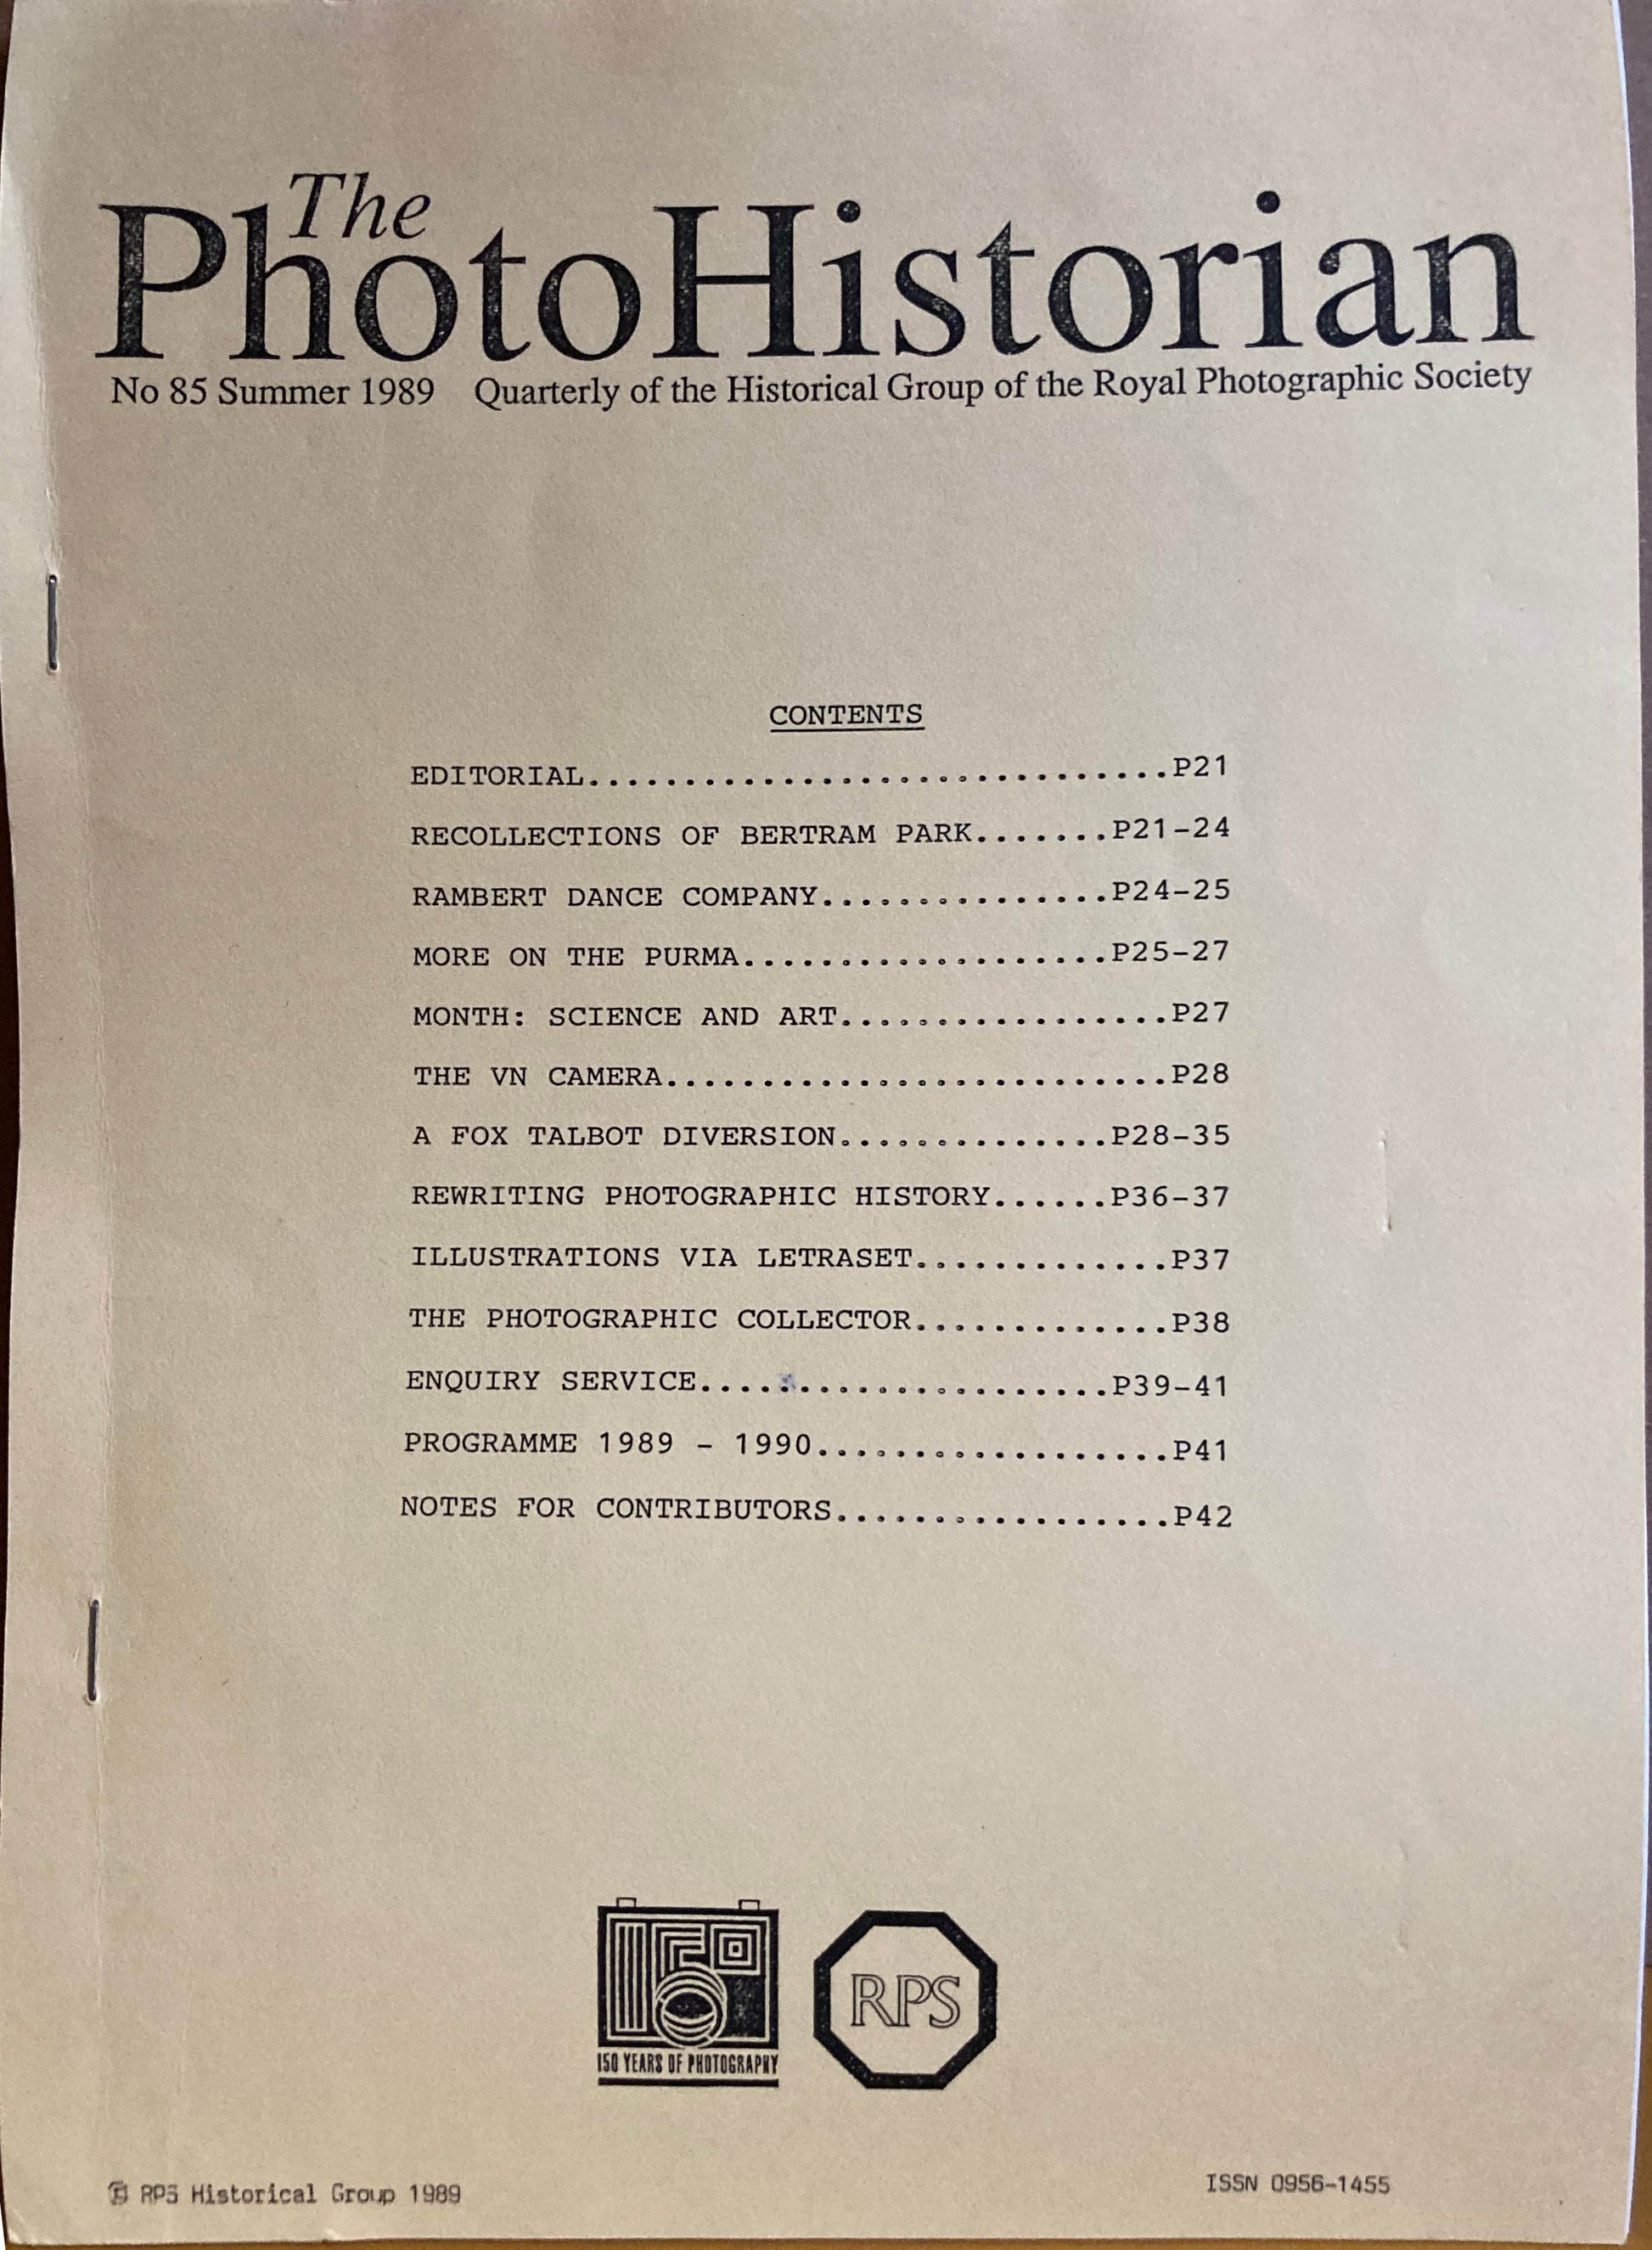 The
PhotoHistorian
No 85 Summer 1989 Quarterly of the Historical Group of the Royal Photographic Society
CONTENTS
EDITORIAL..............................P21
RECOLLECTIONS OF BERTRAM PARK.......P21-24
RAMBERT DANCE COMPANY...............P24-25
MORE ON THE PURMA...................P25-27
MONTH: SCIENCE AND ART.................P27
THE VN CAMERA..........................P28
A FOX TALBOT DIVERSION..............P28-35
REWRITING PHOTOGRAPHIC HISTORY......P36-37
ILLUSTRATIONS VIA LETRASET.............P37
THE PHOTOGRAPHIC COLLECTOR.............P38
ENQUIRY SERVICE.....................P39-41
PROGRAMME 1989 - 1990..................P41
NOTES FOR CONTRIBUTORS.................P42
150
150 YEARS OF PHOTOGRAPHY
RPS
© RPS Historical Group 1989
ISSN 0956-1455